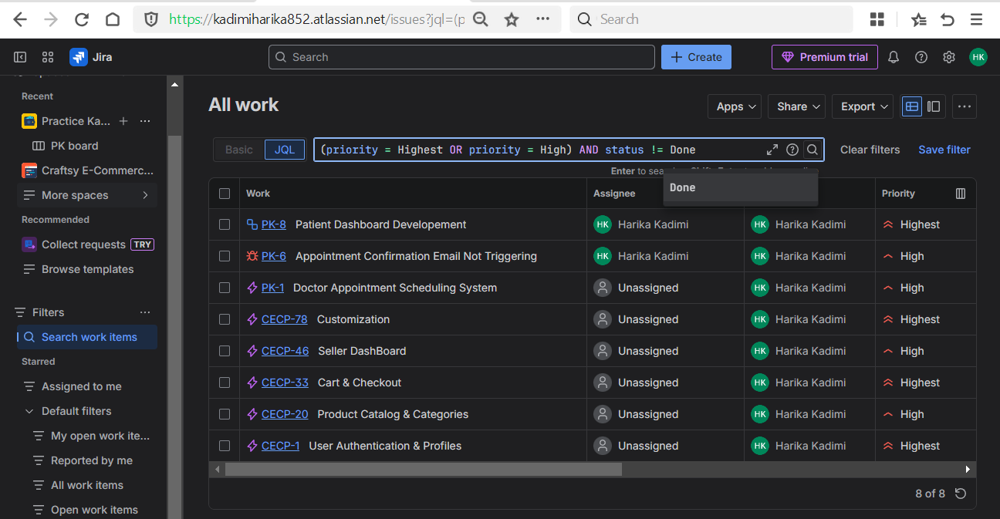 https://kadimiharika852.atlassian.net/issues?jql=(p
Search
Jira
Search
Create
Premium trial
HK
Recent
Practice Ka...
PK board
Craftsy E-Commerc...
More spaces
Recommended
Collect requests TRY
Browse templates
Filters
Search work items
Starred
Assigned to me
Default filters
My open work ite...
Reported by me
All work items
Open work items
All work
Apps
Share
Export
Basic
JQL
(priority = Highest OR priority = High) AND status != Done
Clear filters
Save filter
Enter to
Done
Work Assignee Priority
PK-8 Patient Dashboard Developement HK Harika Kadimi HK Harika Kadimi Highest
PK-6 Appointment Confirmation Email Not Triggering HK Harika Kadimi HK Harika Kadimi High
PK-1 Doctor Appointment Scheduling System Unassigned HK Harika Kadimi High
CECP-78 Customization Unassigned HK Harika Kadimi Highest
CECP-46 Seller DashBoard Unassigned HK Harika Kadimi High
CECP-33 Cart & Checkout Unassigned HK Harika Kadimi Highest
CECP-20 Product Catalog & Categories Unassigned HK Harika Kadimi High
CECP-1 User Authentication & Profiles Unassigned HK Harika Kadimi Highest
8 of 8